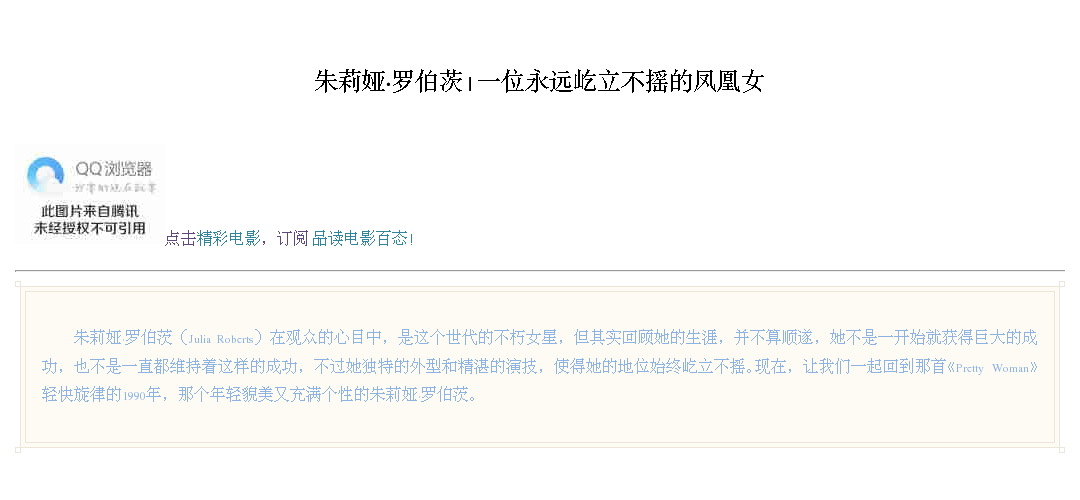 朱莉娅·罗伯茨 | 一位永远屹立不摇的凤凰女
QQ浏览器
此图片来自腾讯
未经授权不可引用
点击精彩电影，订阅 品读电影百态!
朱莉娅·罗伯茨（Julia Roberts）在观众的心目中，是这个世代的不朽女星，但其实回顾她的生涯，并不算顺遂，她不是一开始就获得巨大的成
功，也不是一直都维持着这样的成功，不过她独特的外型和精湛的演技，使得她的地位始终屹立不摇。现在，让我们一起回到那首《Pretty Woman》
轻快旋律的1990年，那个年轻貌美又充满个性的朱莉娅·罗伯茨。